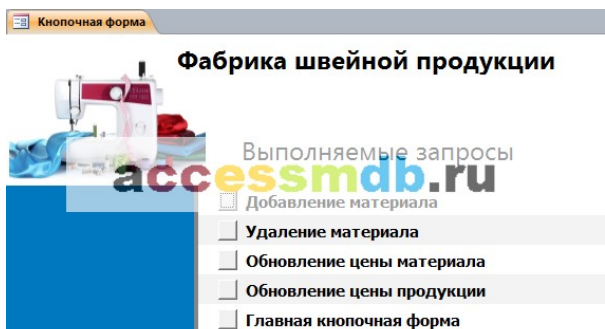 Кнопочная форма
Фабрика швейной продукции
Выполняемые запросы
accessmdb.ru
Добавление материала
Удаление материала
Обновление цены материала
Обновление цены продукции
Главная кнопочная форма